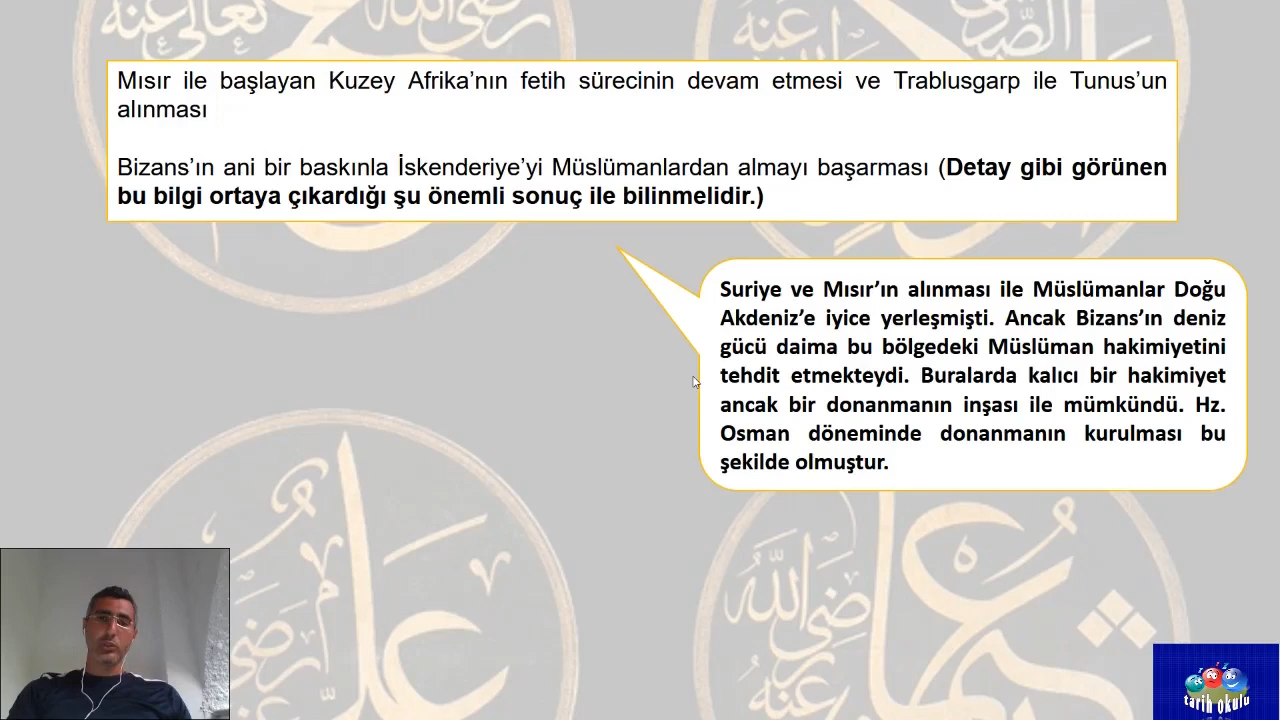 Mısır ile başlayan Kuzey Afrika’nın fetih sürecinin devam etmesi ve Trablusgarp ile Tunus’un
alınması
Bizans’ın ani bir baskınla İskenderiye’yi Müslümanlardan almayı başarması (Detay gibi görünen
bu bilgi ortaya çıkardığı şu önemli sonuç ile bilinmelidir.)
Suriye ve Mısır’ın alınması ile Müslümanlar Doğu
Akdeniz’e iyice yerleşmişti. Ancak Bizans’ın deniz
gücü daima bu bölgedeki Müslüman hakimiyetini
tehdit etmekteydi. Buralarda kalıcı bir hakimiyet
ancak bir donanmanın inşası ile mümkündü. Hz.
Osman döneminde donanmanın kurulması bu
şekilde olmuştur.
tarih okulu